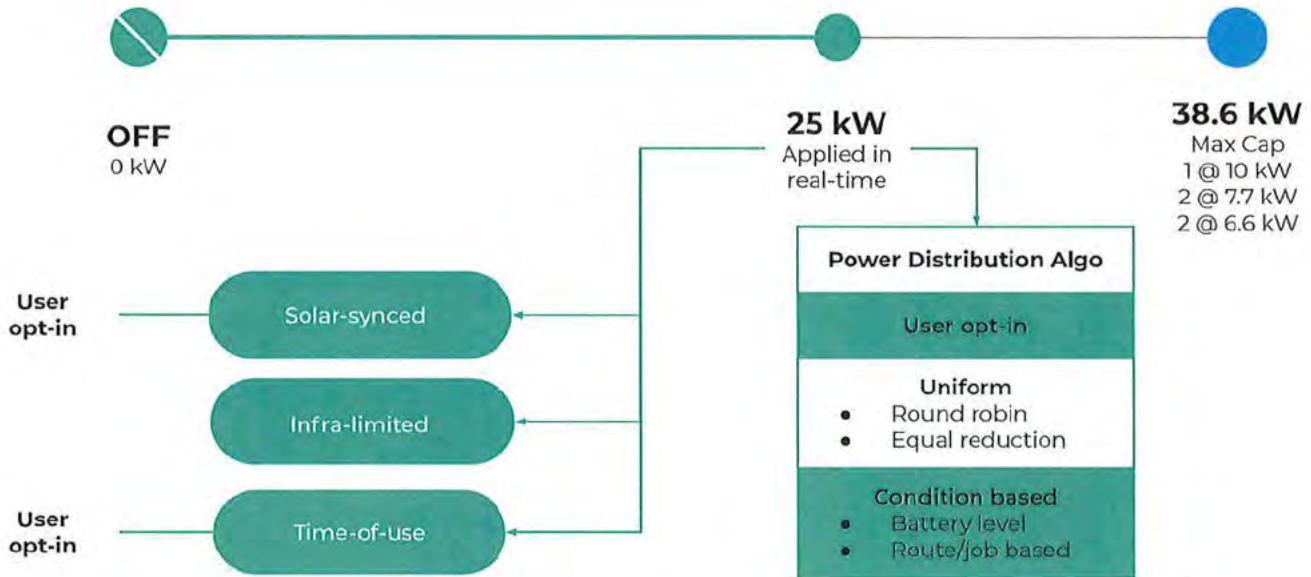 OFF
0 kW
25 kW
Applied in
real-time
38.6 kW
Max Cap
1 @ 10 kW
2 @ 7.7 kW
2 @ 6.6 kW
User
opt-in
Solar-synced
Infra-limited
User
opt-in
Time-of-use
Power Distribution Algo
User opt-in
Uniform
• Round robin
• Equal reduction
Condition based
• Battery level
• Route/job based